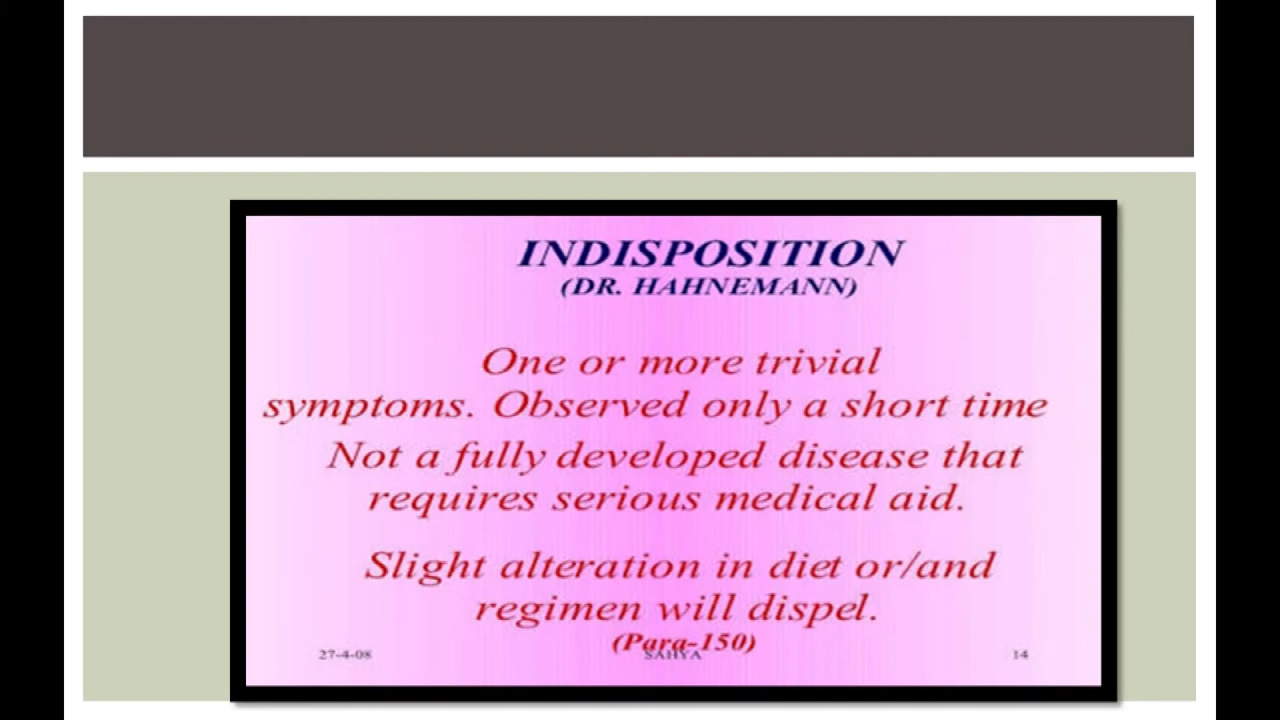 INDISPOSITION
(DR. HAHNEMANN)
One or more trivial
symptoms. Observed only a short time
Not a fully developed disease that
requires serious medical aid.
Slight alteration in diet or/and
regimen will dispel.
(Para-150)
27-4-08 SAHYA 14